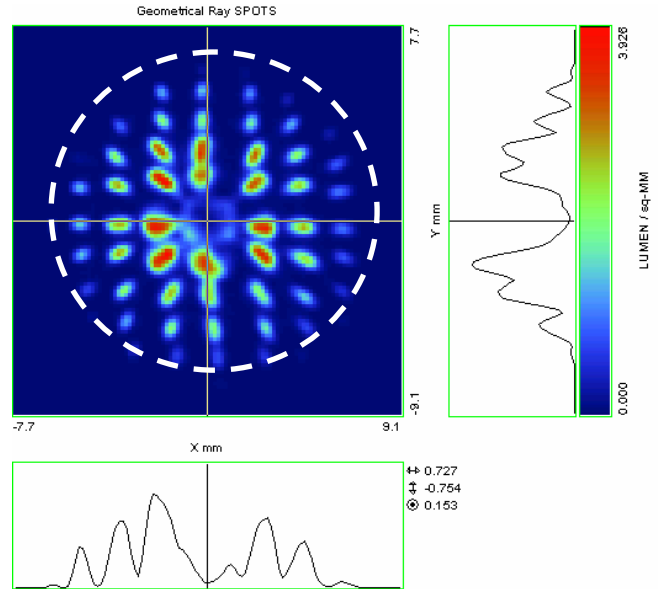 Geometrical Ray SPOTS
7.7
Y mm
-9.1
3.926
LUMEN / sq-MM
0.000
-7.7
9.1
X mm
0.727
-0.754
0.153